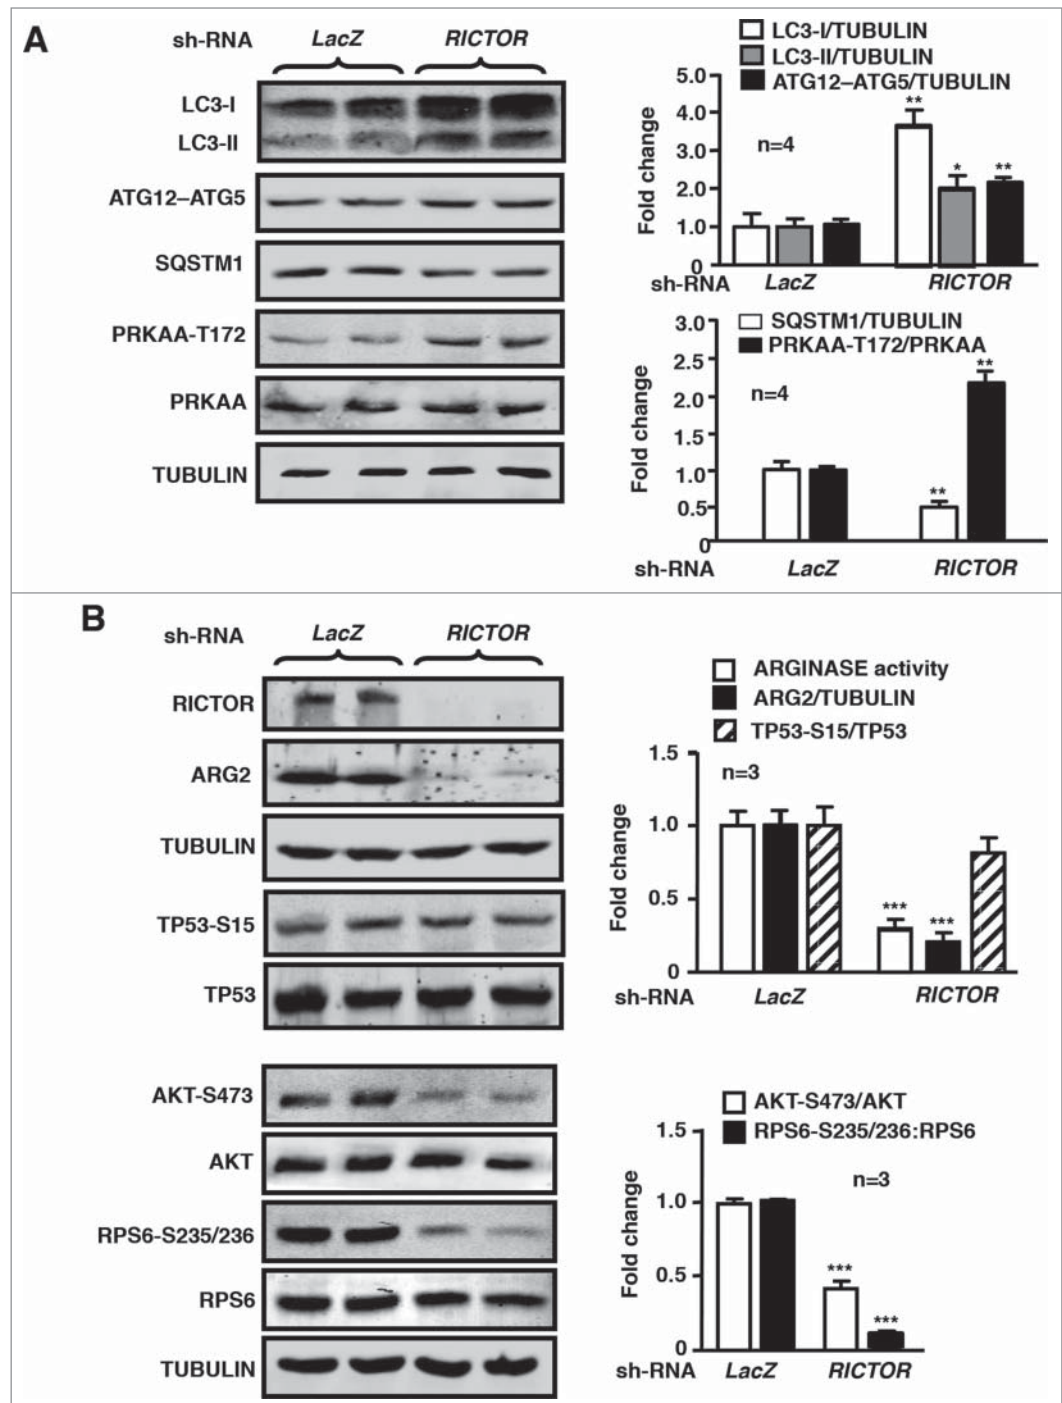 A
sh-RNA LacZ RICTOR
LC3-I
LC3-II
ATG12–ATG5
SQSTM1
PRKAA-T172
PRKAA
TUBULIN
LC3-I/TUBULIN
LC3-II/TUBULIN
ATG12–ATG5/TUBULIN
Fold change
5.0
4.0
3.0
2.0
1.0
0
n=4
** * **
sh-RNA LacZ RICTOR
SQSTM1/TUBULIN
PRKAA-T172/PRKAA
Fold change
3.0
2.5
2.0
1.5
1.0
0.5
0
n=4
** **
sh-RNA LacZ RICTOR
B
sh-RNA LacZ RICTOR
RICTOR
ARG2
TUBULIN
TP53-S15
TP53
ARGINASE activity
ARG2/TUBULIN
TP53-S15/TP53
Fold change
1.5
1.0
0.5
0
n=3
*** ***
sh-RNA LacZ RICTOR
AKT-S473
AKT
RPS6-S235/236
RPS6
TUBULIN
AKT-S473/AKT
RPS6-S235/236:RPS6
Fold change
1.5
1.0
0.5
0
n=3
*** ***
sh-RNA LacZ RICTOR